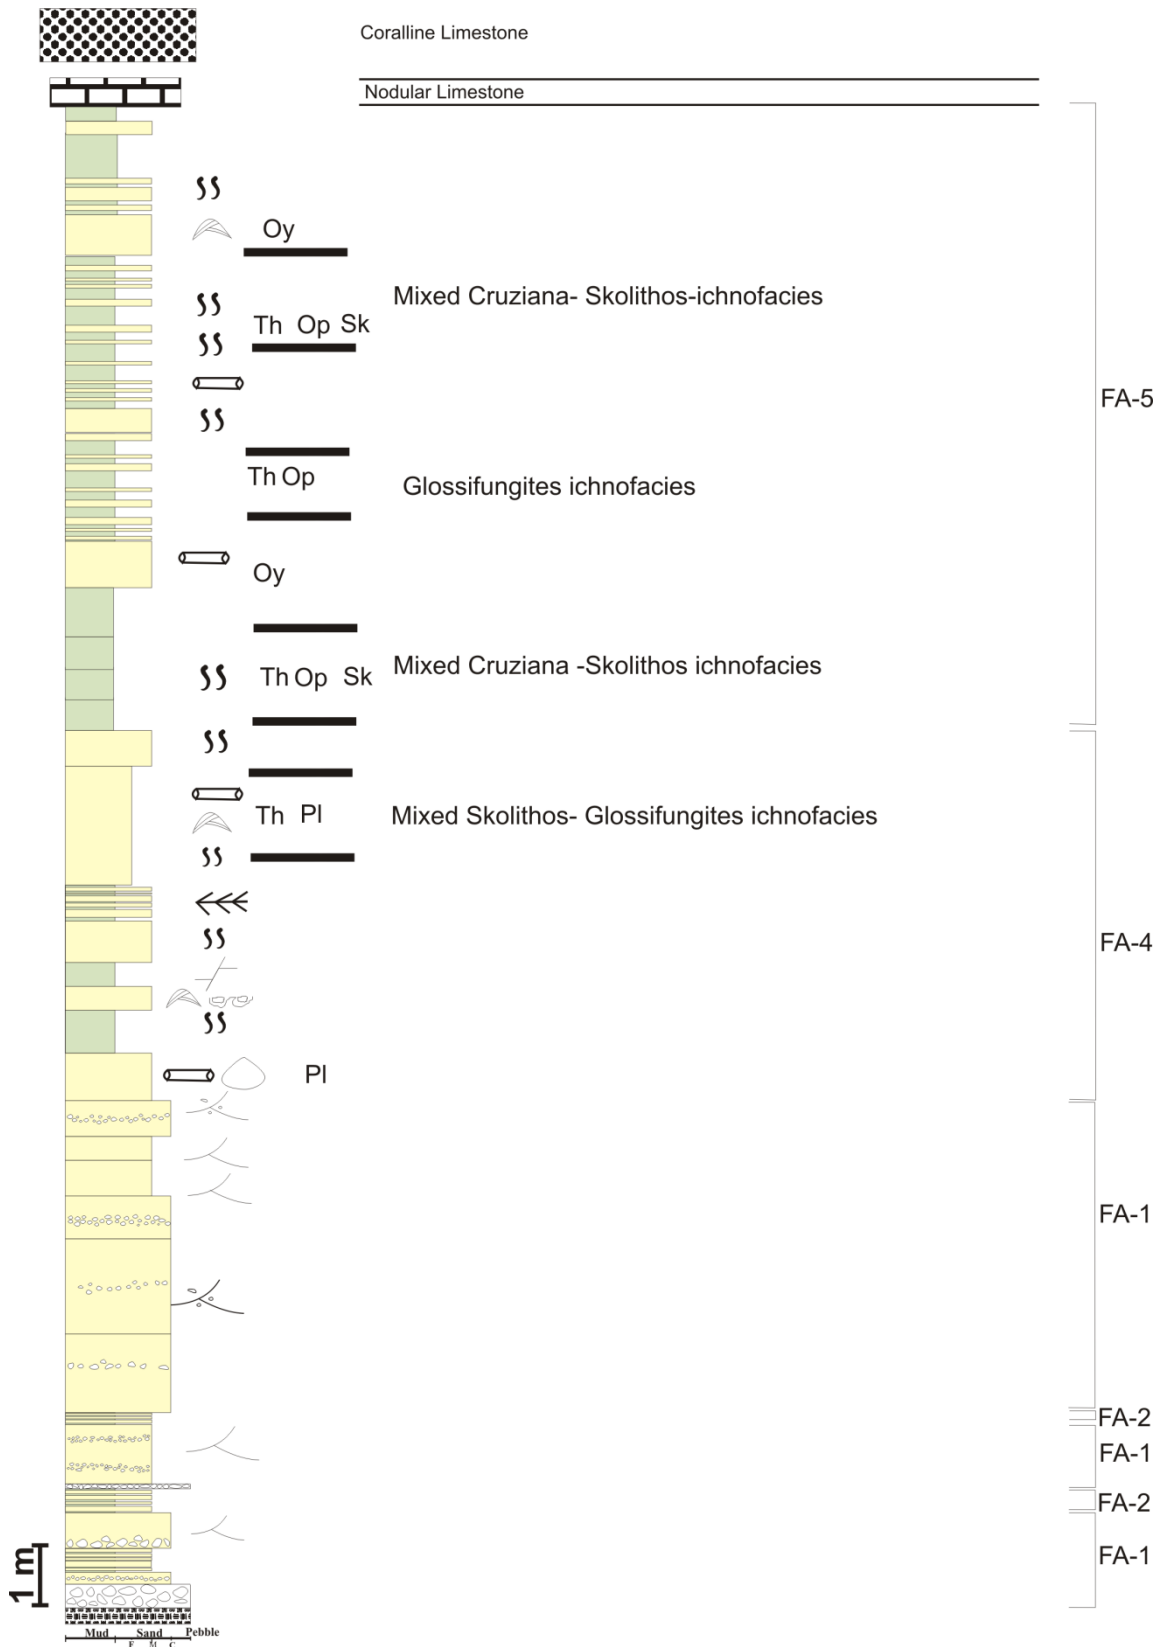 Coralline Limestone
Nodular Limestone
Oy
Mixed Cruziana- Skolithos-ichnofacies
Th Op Sk
FA-5
Th Op
Glossifungites ichnofacies
Oy
Mixed Cruziana -Skolithos ichnofacies
Th Op Sk
Th Pl
Mixed Skolithos- Glossifungites ichnofacies
FA-4
Pl
FA-1
FA-2
FA-1
FA-2
FA-1
1 m
Mud Sand Pebble
F M C